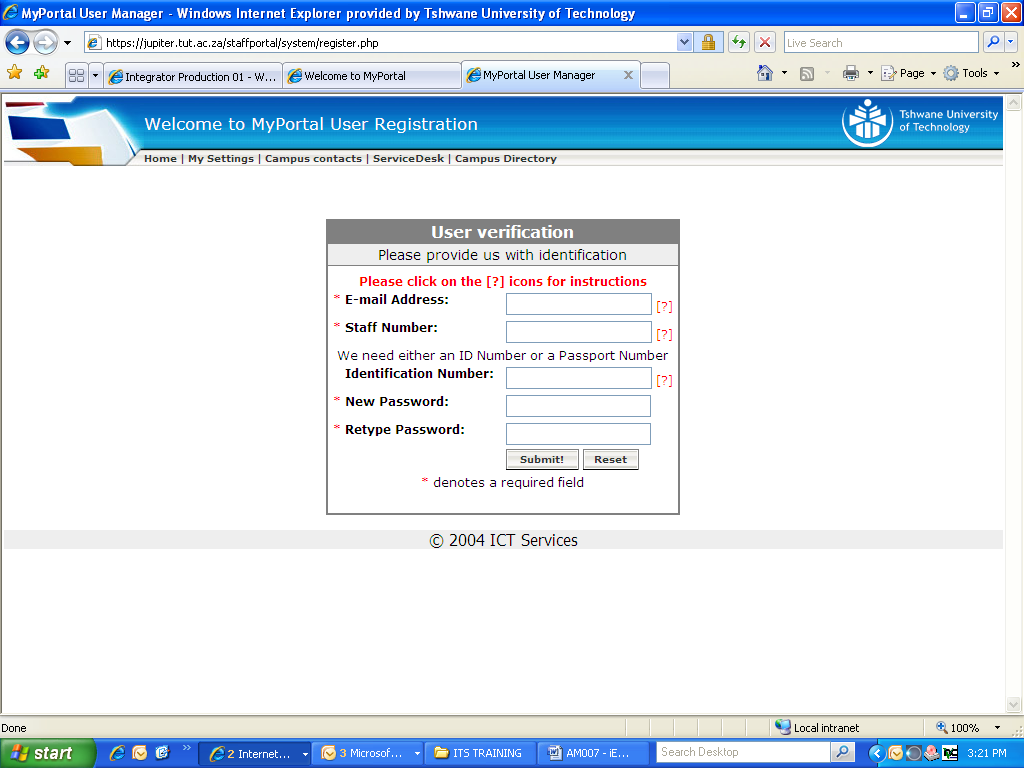 MyPortal User Manager - Windows Internet Explorer provided by Tshwane University of Technology
https://jupiter.tut.ac.za/staffportal/system/register.php
Live Search
Integrator Production 01 - W...
Welcome to MyPortal
MyPortal User Manager
Page
Tools
Welcome to MyPortal User Registration
Tshwane University
of Technology
Home | My Settings | Campus contacts | ServiceDesk | Campus Directory
User verification
Please provide us with identification
Please click on the [?] icons for instructions
* E-mail Address: [?]
* Staff Number: [?]
We need either an ID Number or a Passport Number
Identification Number: [?]
* New Password:
* Retype Password:
Submit! Reset
* denotes a required field
© 2004 ICT Services
Done
Local intranet
100%
start
2 Internet...
3 Microsof...
ITS TRAINING
AM007 - iE...
Search Desktop
3:21 PM